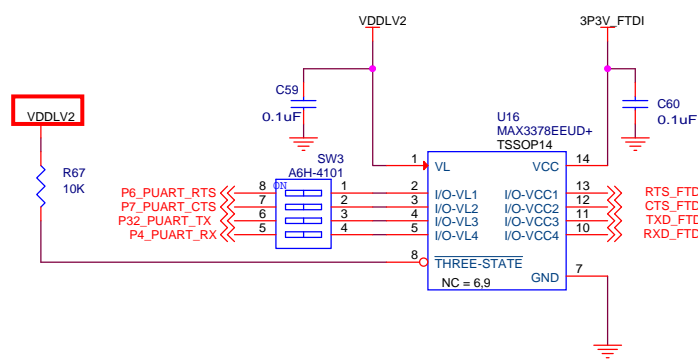 VDDLV2
3P3V_FTDI
C59
0.1uF
C60
0.1uF
VDDLV2
U16
MAX3378EEUD+
TSSOP14
R67
10K
SW3
A6H-4101
1 VL VCC 14
ON
P6_PUART_RTS 8 1 2 I/O-VL1 I/O-VCC1 13 RTS_FTD
P7_PUART_CTS 7 2 3 I/O-VL2 I/O-VCC2 12 CTS_FTD
P32_PUART_TX 6 3 4 I/O-VL3 I/O-VCC3 11 TXD_FTD
P4_PUART_RX 5 4 5 I/O-VL4 I/O-VCC4 10 RXD_FTD
8 THREE-STATE
GND 7
NC = 6,9